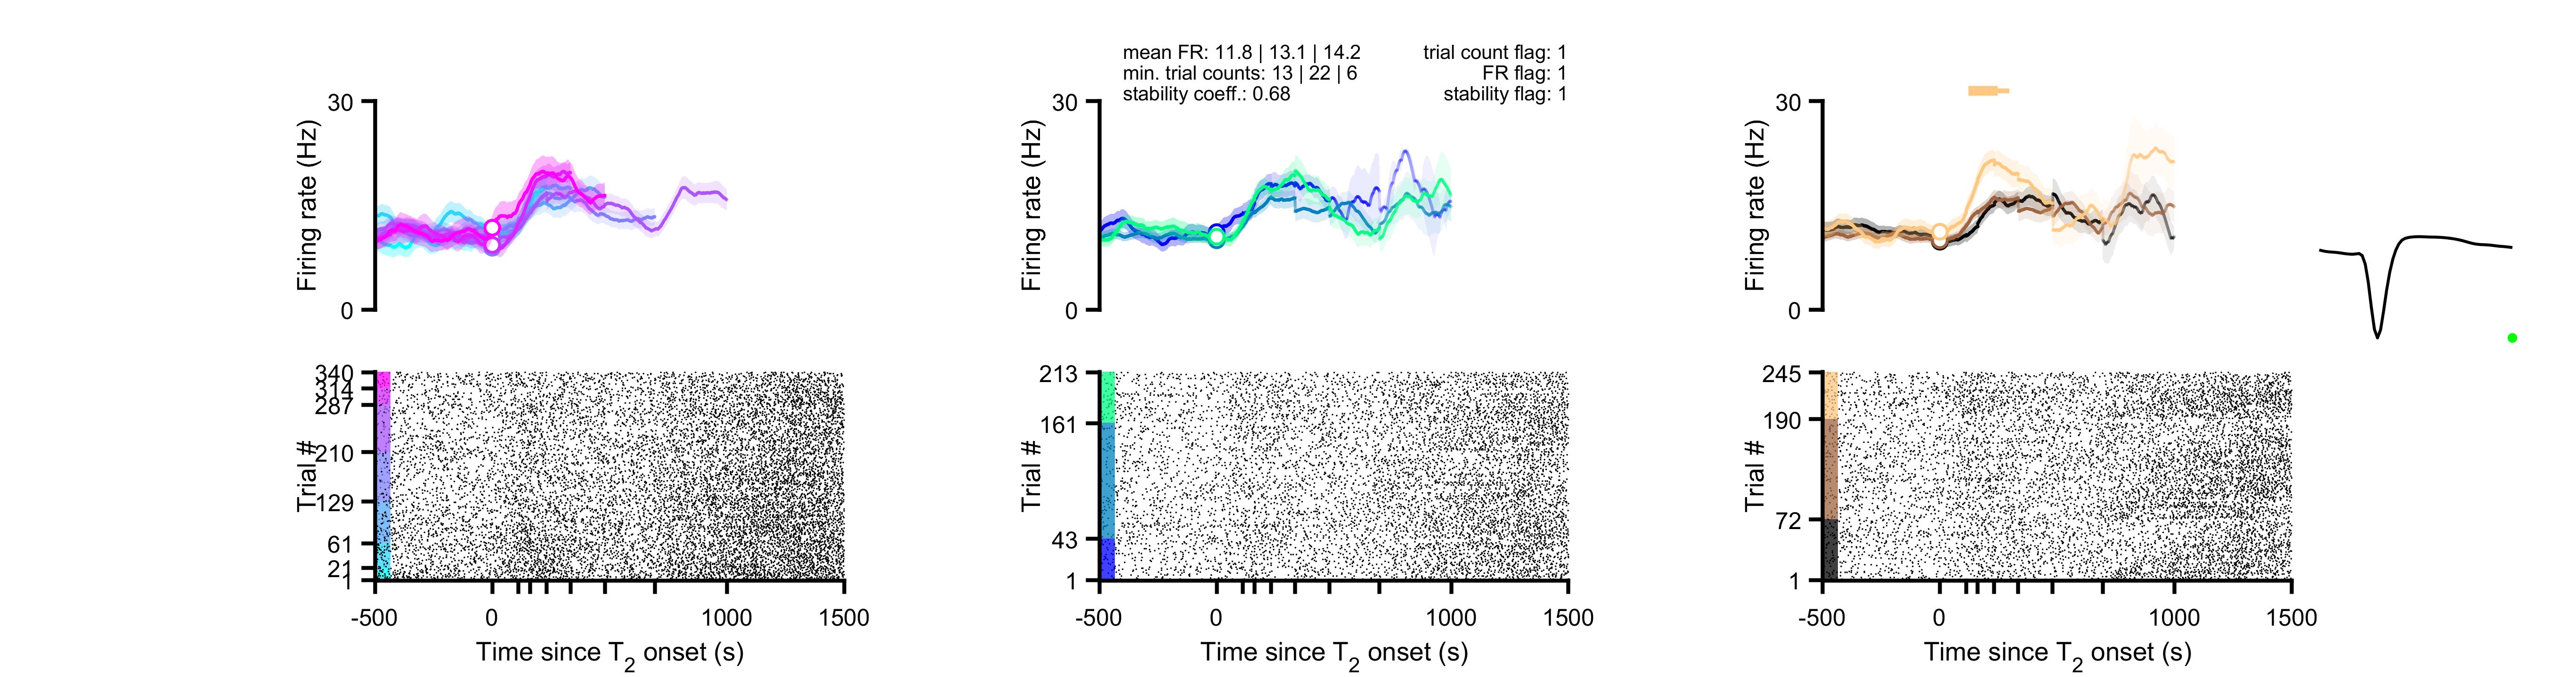 mean FR: 11.8 | 13.1 | 14.2
min. trial counts: 13 | 22 | 6
stability coeff.: 0.68
trial count flag: 1
FR flag: 1
stability flag: 1
Firing rate (Hz)
30
0
Trial #
340
314
287
210
129
61
21
1
-500
0
1000
1500
Time since T2 onset (s)
Firing rate (Hz)
30
0
Trial #
213
161
43
1
-500
0
1000
1500
Time since T2 onset (s)
Firing rate (Hz)
30
0
Trial #
245
190
72
1
-500
0
1000
1500
Time since T2 onset (s)